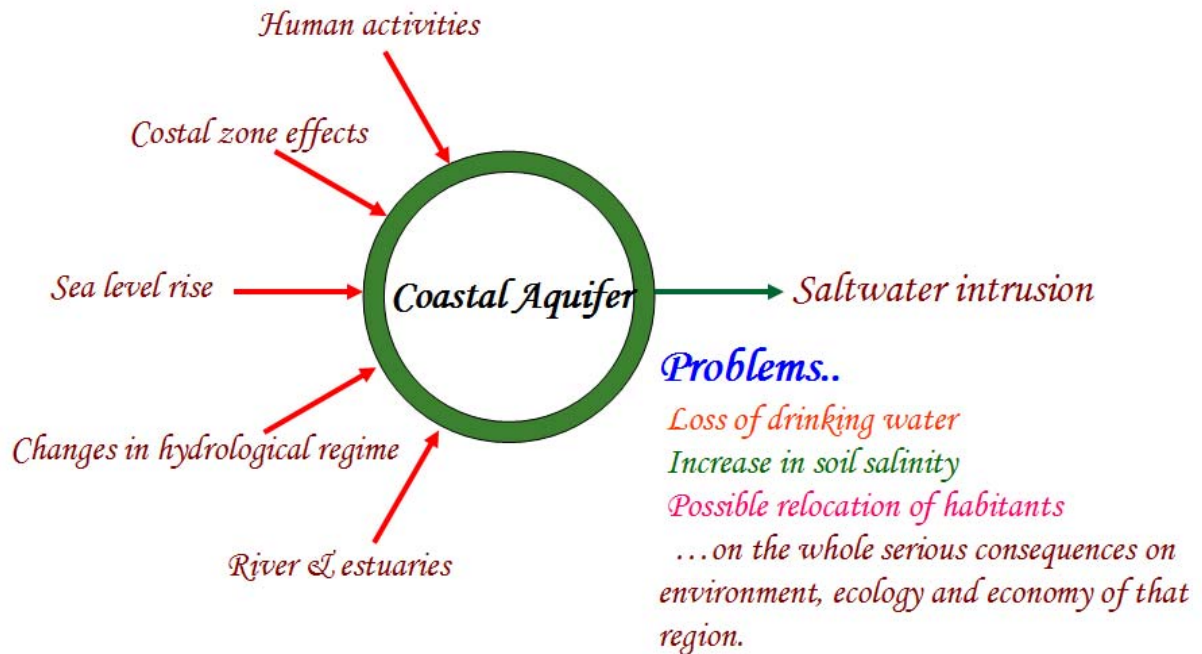 Human activities
Costal zone effects
Sea level rise
Coastal Aquifer
Saltwater intrusion
Changes in hydrological regime
River & estuaries
Problems..
Loss of drinking water
Increase in soil salinity
Possible relocation of habitants
...on the whole serious consequences on
environment, ecology and economy of that
region.